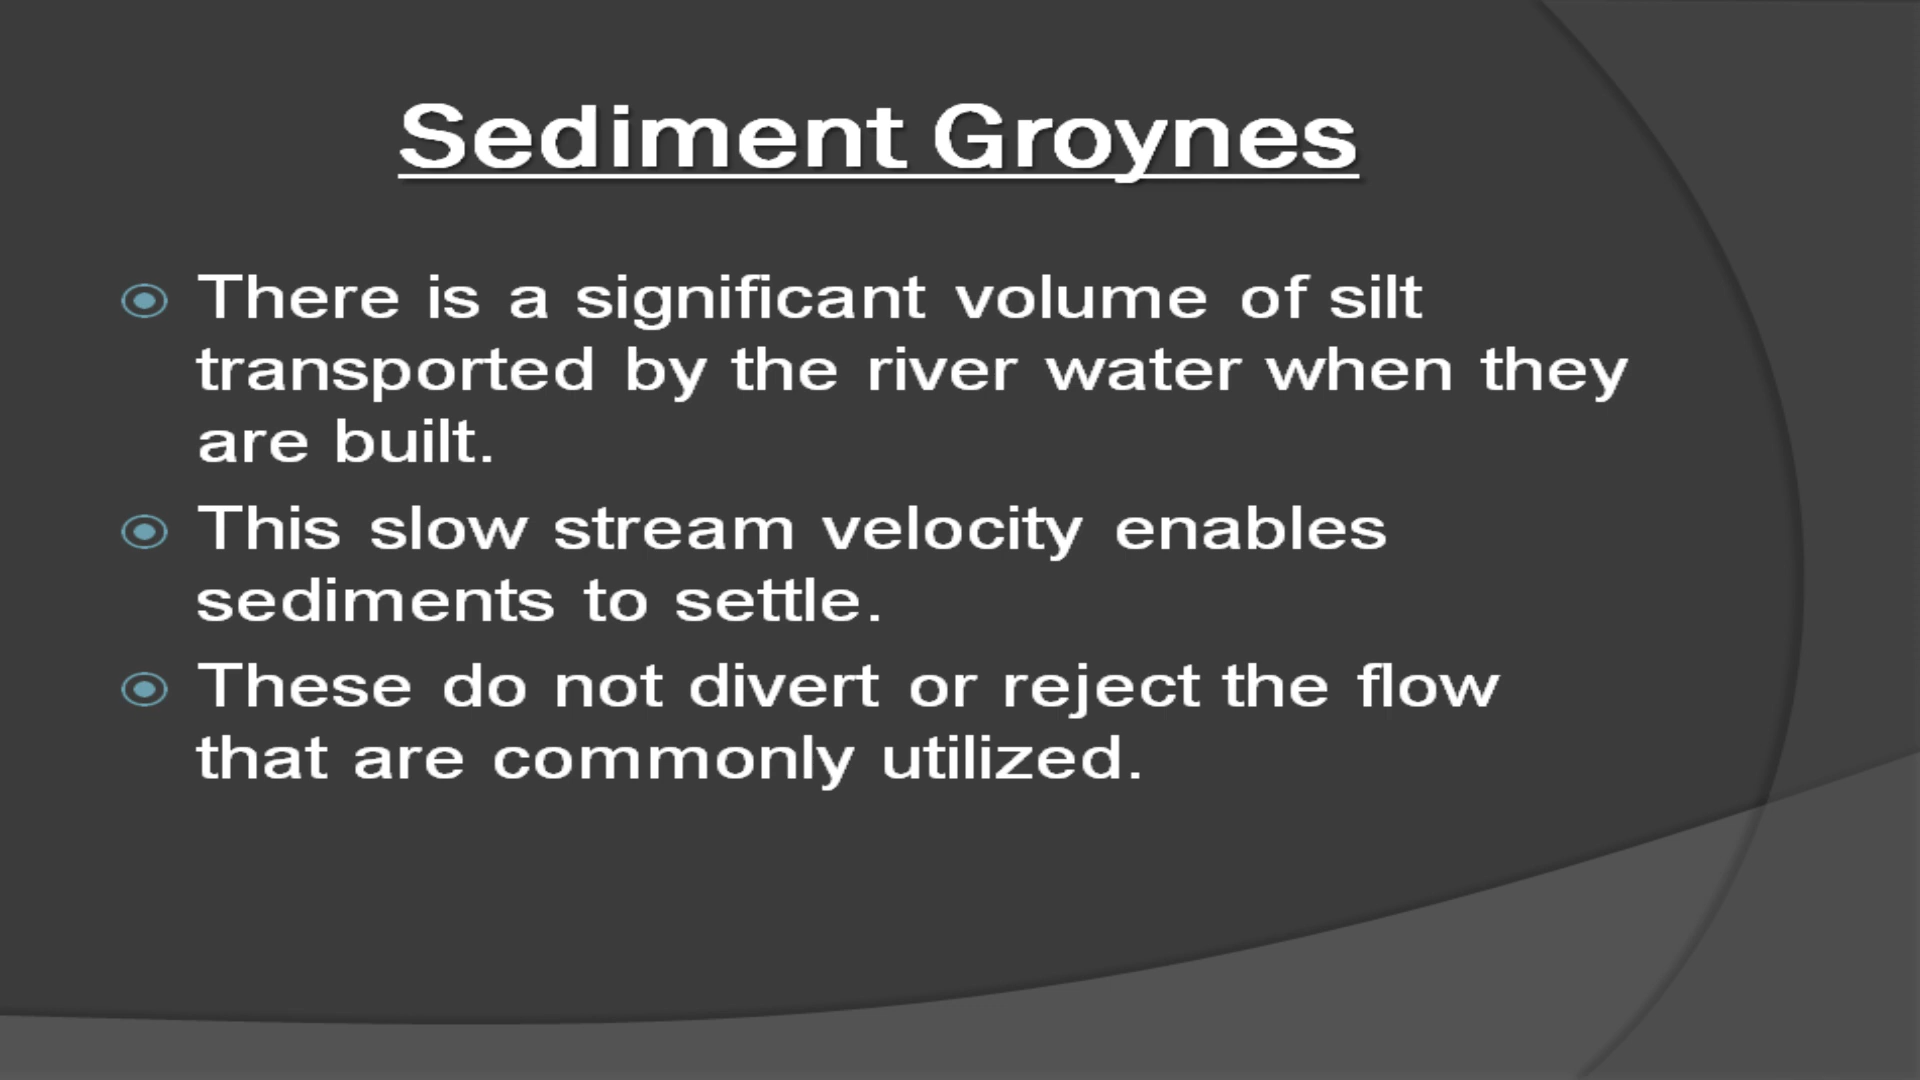 Sediment Groynes
There is a significant volume of silt
transported by the river water when they
are built.
This slow stream velocity enables
sediments to settle.
These do not divert or reject the flow
that are commonly utilized.